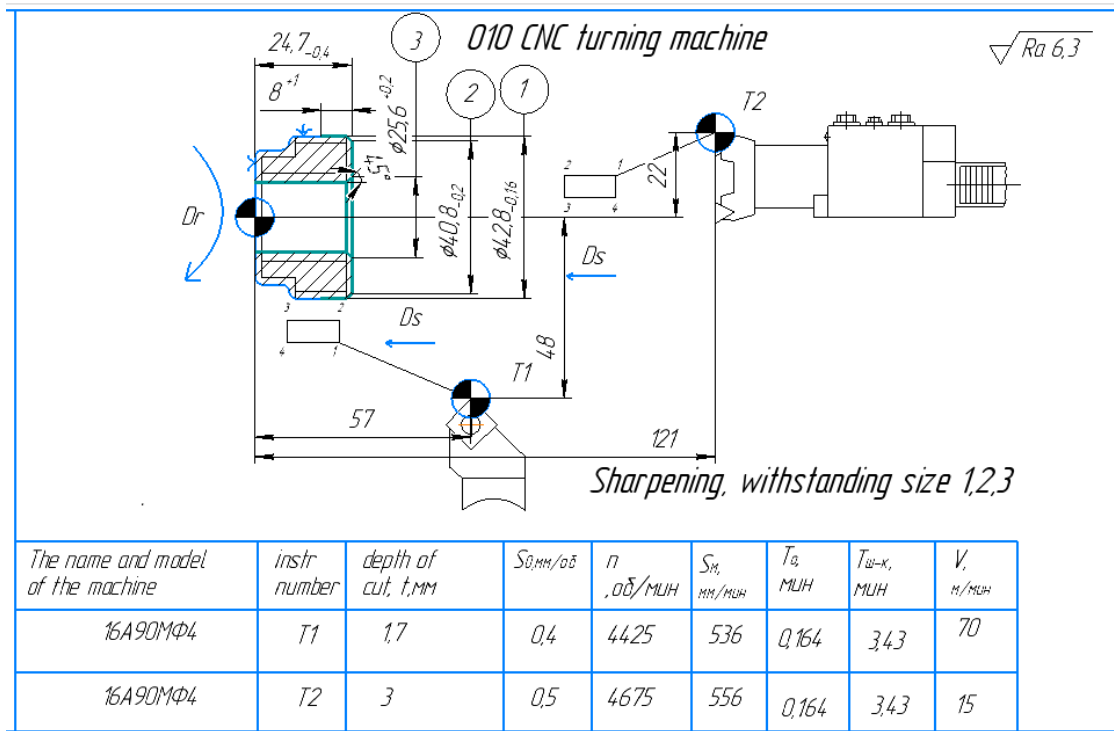 010 CNC turning machine
Ra 6,3
24,7-0,4
8+1
3
2
1
⌀25,6+0,2
45°
⌀40,8-0,2
⌀42,8-0,16
T2
22
2 1
3 4
Dr
Ds
3 2
4 1
Ds
48
T1
57
121
Sharpening, withstanding size 1,2,3
The name and model of the machine
instr number
depth of cut, t,мм
S0,мм/об
n ,об/мин
Sм, мм/мин
T0, мин
Tш-к, мин
V, м/мин
16А90МФ4 T1 1,7 0,4 4425 536 0,164 3,43 70
16А90МФ4 T2 3 0,5 4675 556 0,164 3,43 15